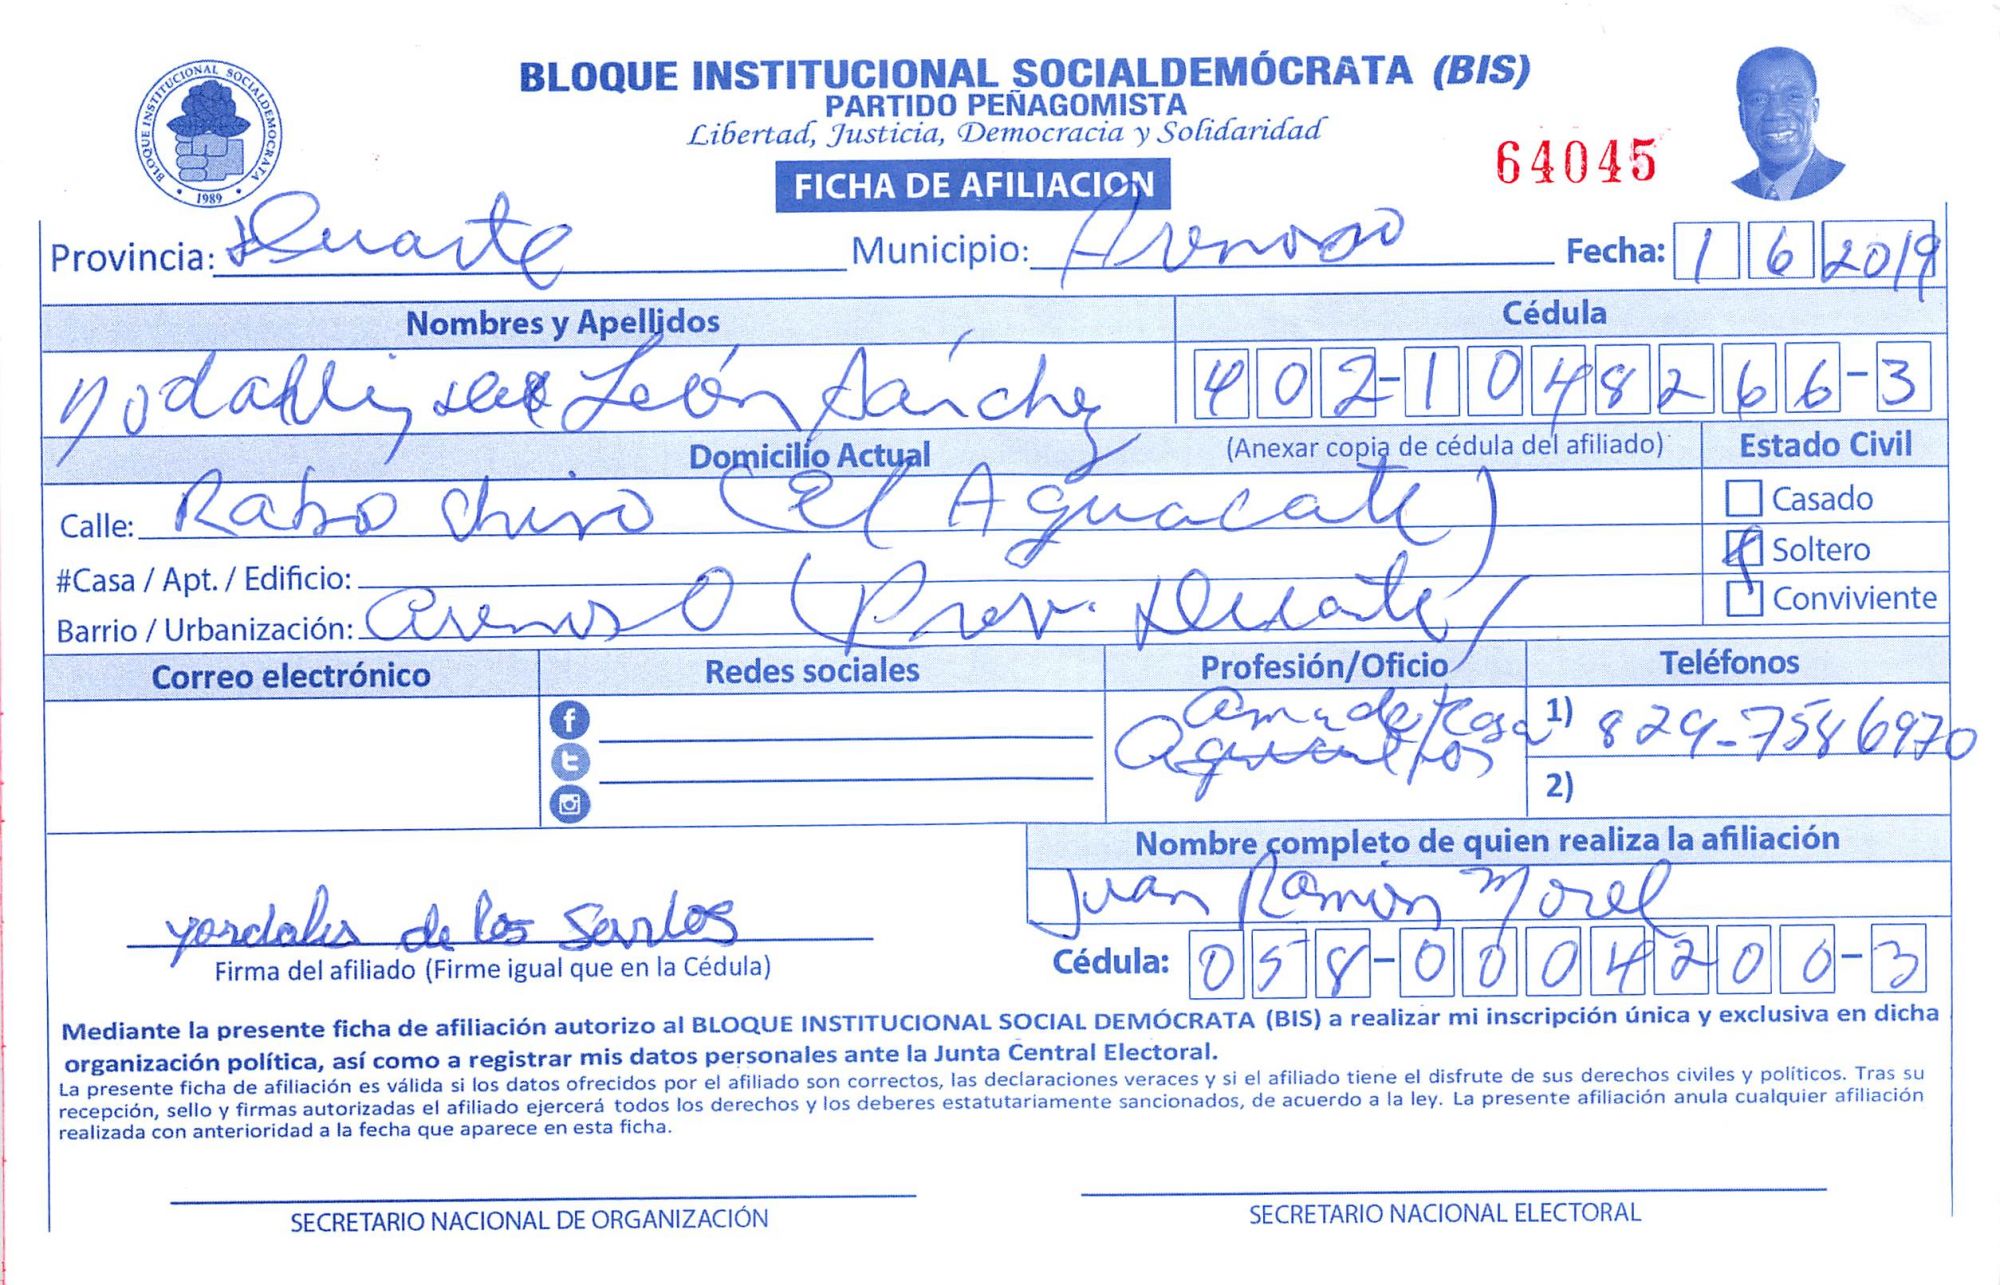 BLOQUE INSTITUCIONAL SOCIALDEMOCRATA
1989
BLOQUE INSTITUCIONAL SOCIALDEMÓCRATA (BIS)
PARTIDO PEÑAGOMISTA
Libertad, Justicia, Democracia y Solidaridad
FICHA DE AFILIACION
64045
Provincia: Duarte Municipio: Arenoso Fecha: 1 6 2019
Nombres y Apellidos Cédula
León Sánchez 402-1048266-3
Domicilio Actual (Anexar copia de cédula del afiliado) Estado Civil
Calle: Rabo chivo (El Aguacate)
Casado
Soltero
#Casa / Apt. / Edificio:
Conviviente
Barrio / Urbanización: Arenoso (Prov. Duarte)
Correo electrónico Redes sociales Profesión/Oficio Teléfonos
Ama de Casa 1) 829-7586970
2)
Nombre completo de quien realiza la afiliación
Juan Ramón Morel
yordalis de los Santos
Firma del afiliado (Firme igual que en la Cédula)
Cédula: 058-0004200-3
Mediante la presente ficha de afiliación autorizo al BLOQUE INSTITUCIONAL SOCIAL DEMÓCRATA (BIS) a realizar mi inscripción única y exclusiva en dicha
organización política, así como a registrar mis datos personales ante la Junta Central Electoral.
La presente ficha de afiliación es válida si los datos ofrecidos por el afiliado son correctos, las declaraciones veraces y si el afiliado tiene el disfrute de sus derechos civiles y políticos. Tras su
recepción, sello y firmas autorizadas el afiliado ejercerá todos los derechos y los deberes estatutariamente sancionados, de acuerdo a la ley. La presente afiliación anula cualquier afiliación
realizada con anterioridad a la fecha que aparece en esta ficha.
SECRETARIO NACIONAL DE ORGANIZACIÓN SECRETARIO NACIONAL ELECTORAL